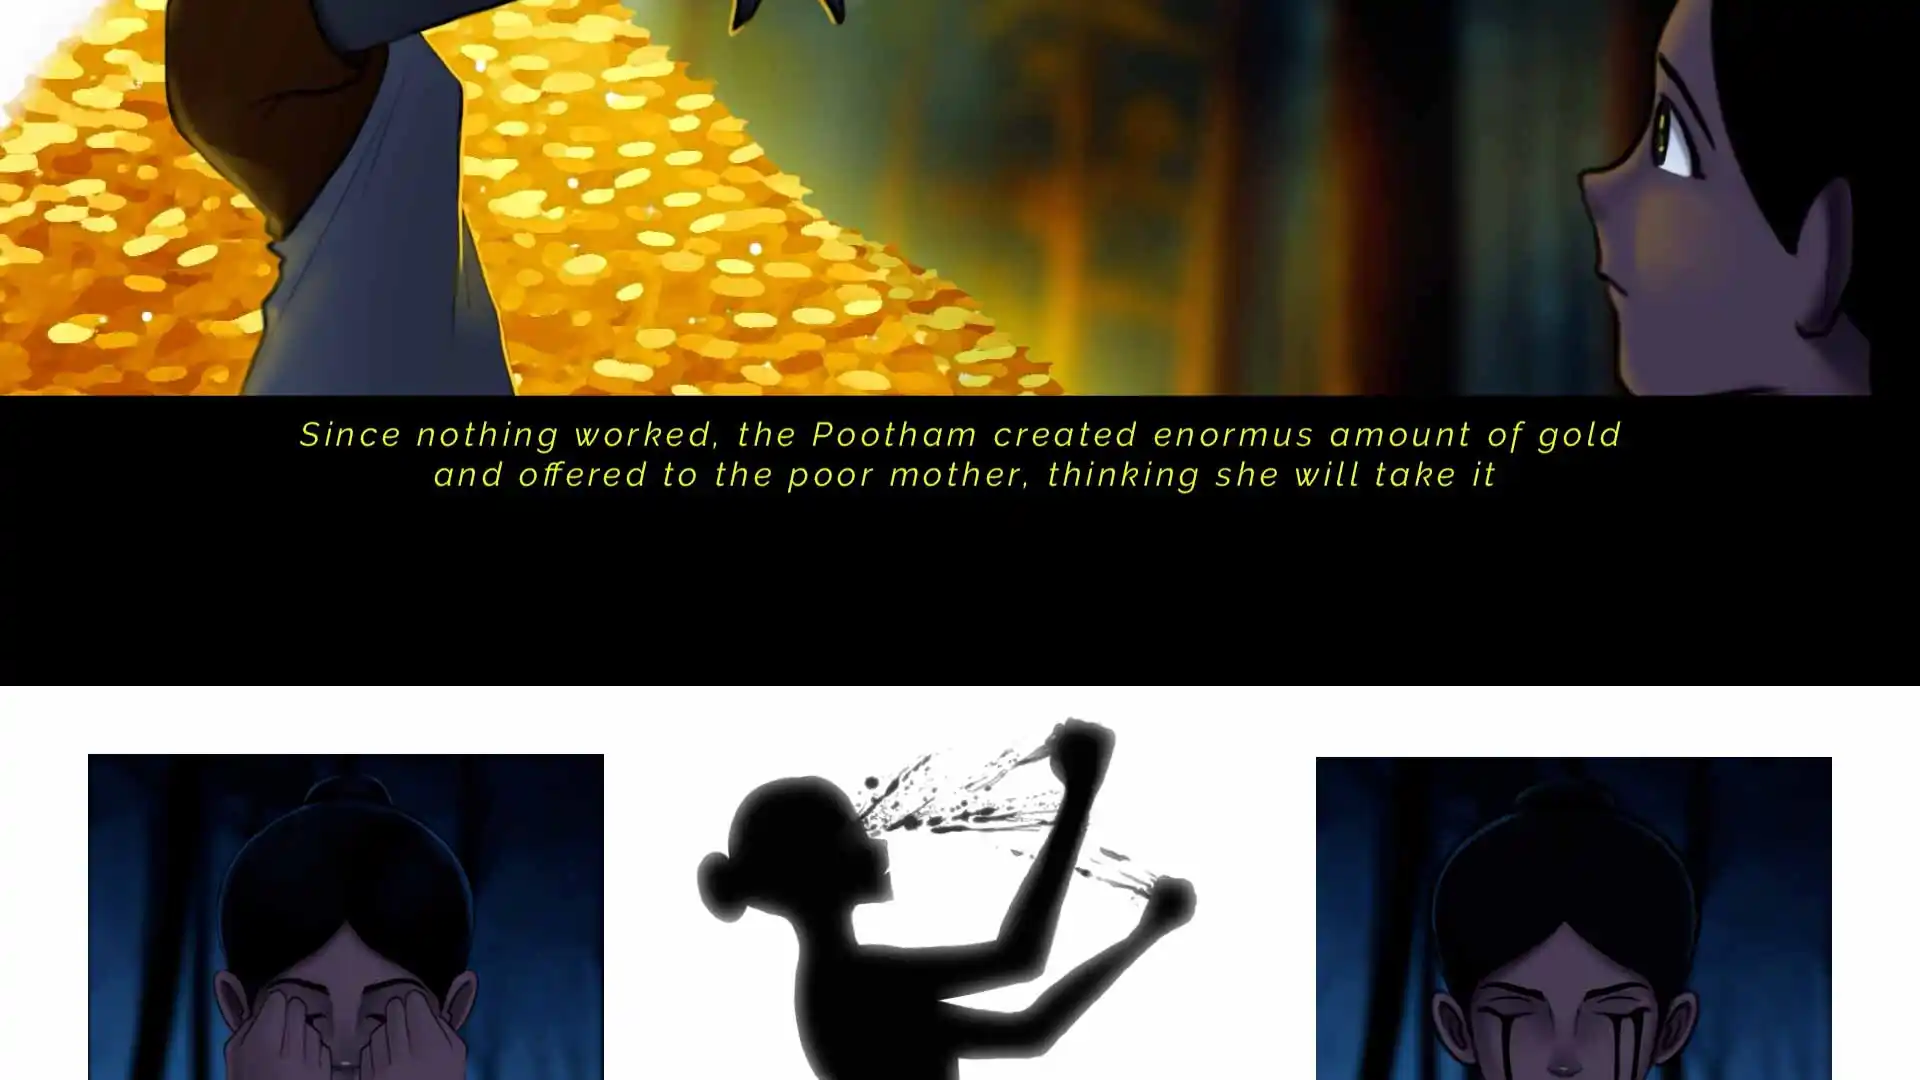 Since nothing worked, the Pootham created enormus amount of gold
and offered to the poor mother, thinking she will take it